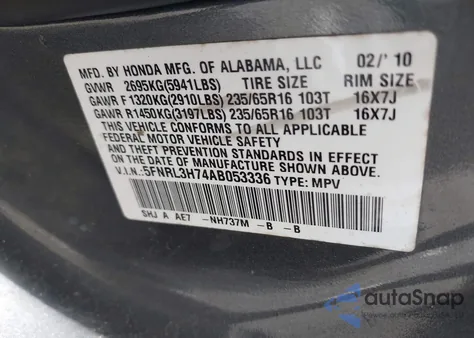 MFD. BY HONDA MFG. OF ALABAMA, LLC 02/' 10
GVWR 2695KG(5941LBS) TIRE SIZE RIM SIZE
GAWR F 1320KG(2910LBS) 235/65R16 103T 16X7J
GAWR R1450KG(3197LBS) 235/65R16 103T 16X7J
THIS VEHICLE CONFORMS TO ALL APPLICABLE
FEDERAL MOTOR VEHICLE SAFETY, BUMPER,
AND THEFT PREVENTION STANDARDS IN EFFECT
ON THE DATE OF MANUFACTURE SHOWN ABOVE.
V.I.N.:5FNRL3H74AB053336 TYPE: MPV
SHJ A AE7 -NH737M -B -B
autoSnap